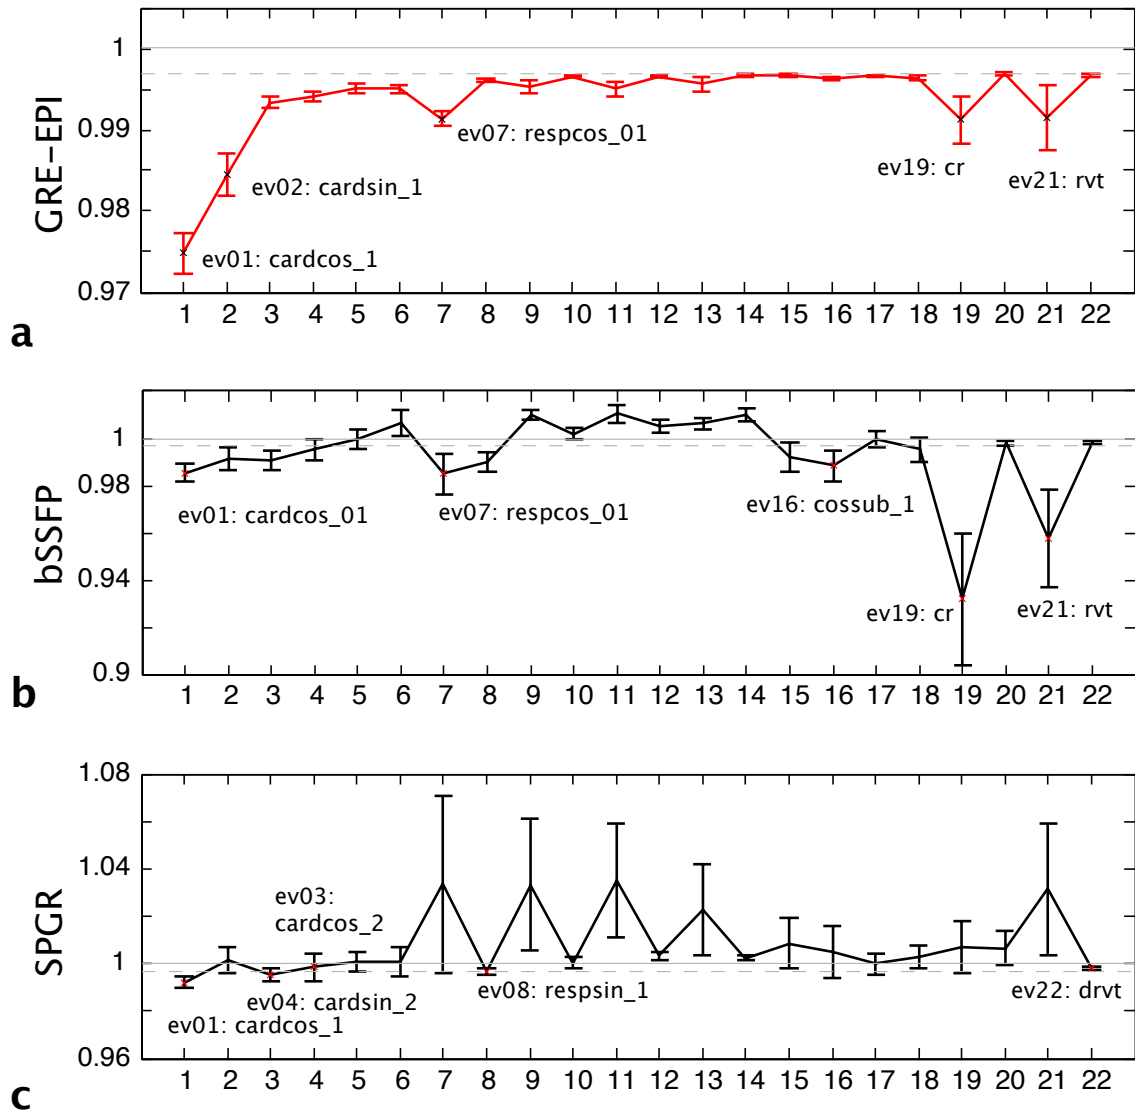 a
GRE-EPI
1
0.99
0.98
0.97
ev01: cardcos_1
ev02: cardsin_1
ev07: respcos_01
ev19: cr
ev21: rvt
1 2 3 4 5 6 7 8 9 10 11 12 13 14 15 16 17 18 19 20 21 22
b
bSSFP
1
0.98
0.94
0.9
ev01: cardcos_01
ev07: respcos_01
ev16: cossub_1
ev19: cr
ev21: rvt
1 2 3 4 5 6 7 8 9 10 11 12 13 14 15 16 17 18 19 20 21 22
c
SPGR
1.08
1.04
1
0.96
ev03:
cardcos_2
ev04: cardsin_2
ev01: cardcos_1
ev08: respsin_1
ev22: drvt
1 2 3 4 5 6 7 8 9 10 11 12 13 14 15 16 17 18 19 20 21 22